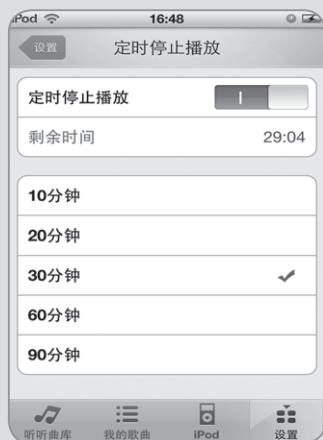 iPod 16:48
设置 定时停止播放
定时停止播放
剩余时间 29:04
10分钟
20分钟
30分钟
60分钟
90分钟
听听曲库 我的歌曲 iPod 设置